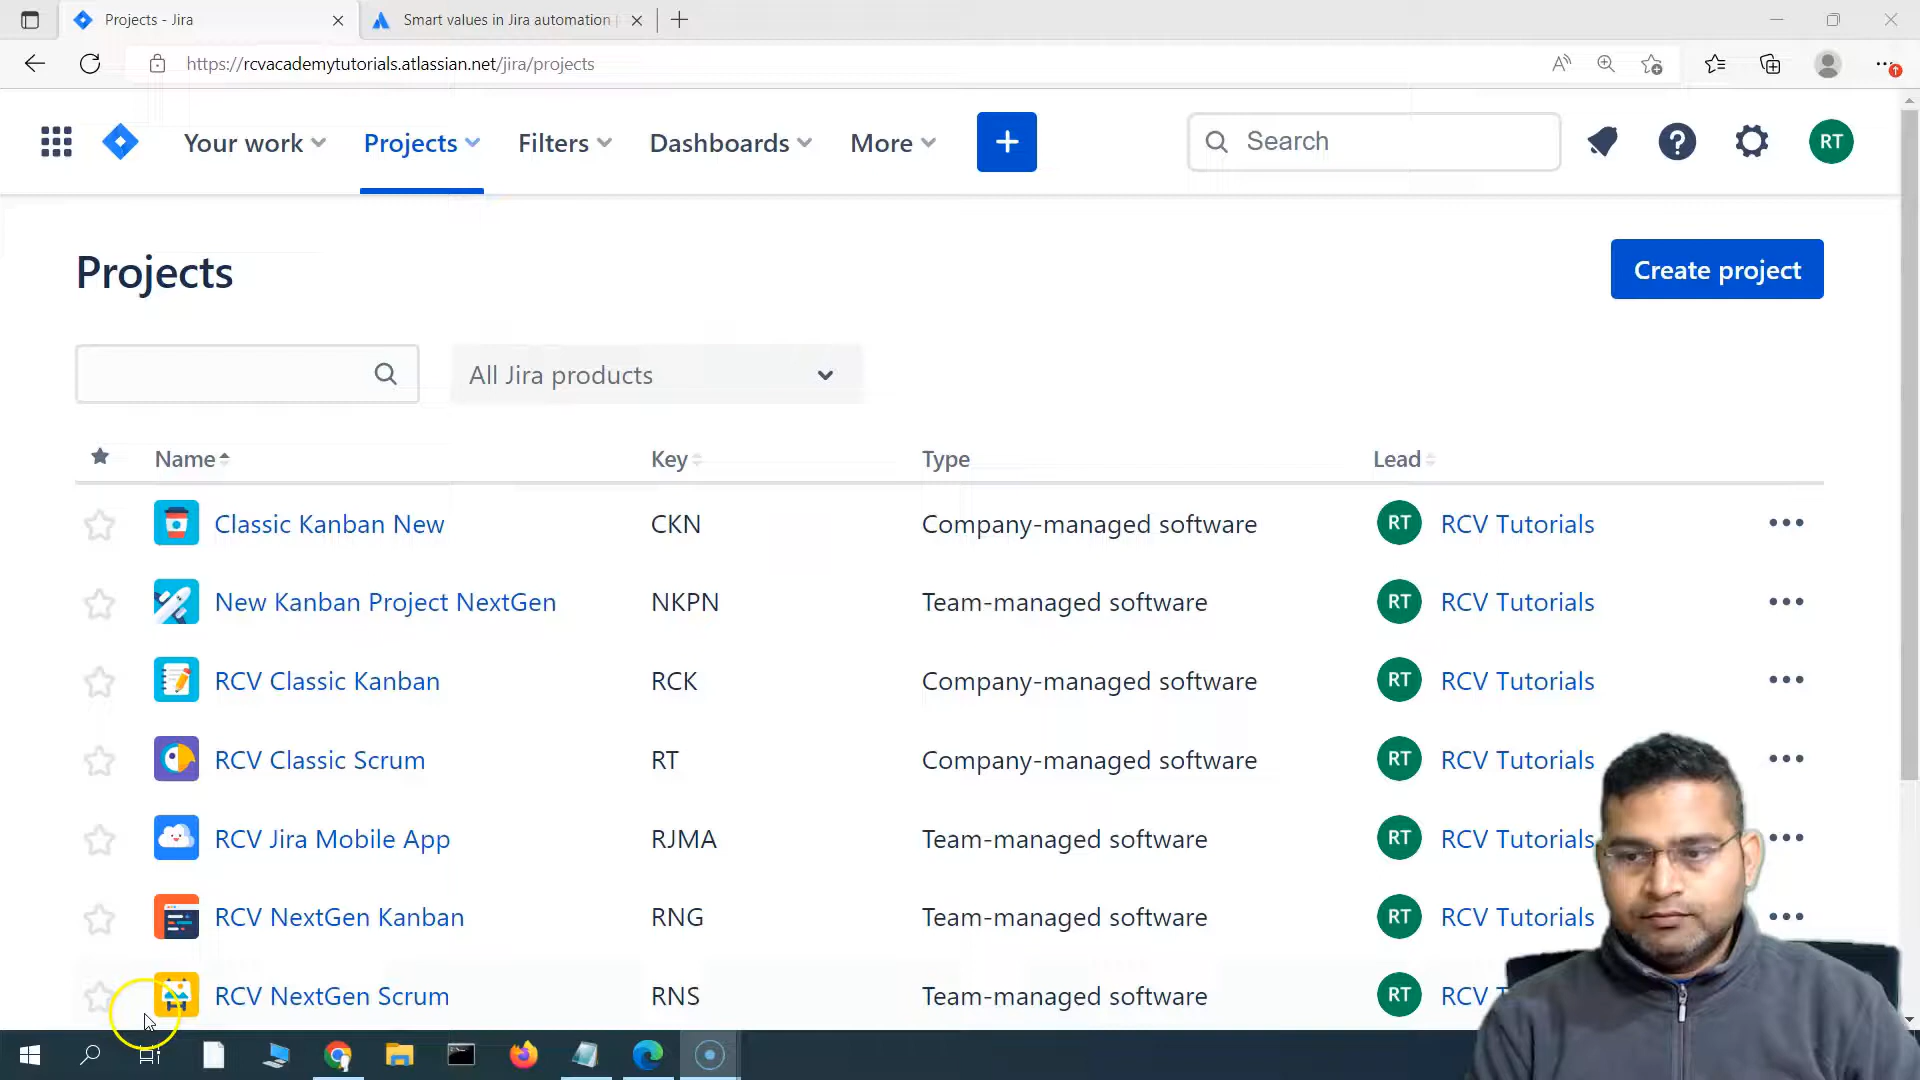 Projects - Jira
Smart values in Jira automation |
https://rcvacademytutorials.atlassian.net/jira/projects
Your work
Projects
Filters
Dashboards
More
Search
RT
Projects
Create project
All Jira products
Name
Key
Type
Lead
Classic Kanban New CKN Company-managed software RT RCV Tutorials
New Kanban Project NextGen NKPN Team-managed software RT RCV Tutorials
RCV Classic Kanban RCK Company-managed software RT RCV Tutorials
RCV Classic Scrum RT Company-managed software RT RCV Tutorials
RCV Jira Mobile App RJMA Team-managed software RT RCV Tutorials
RCV NextGen Kanban RNG Team-managed software RT RCV Tutorials
RCV NextGen Scrum RNS Team-managed software RT RCV